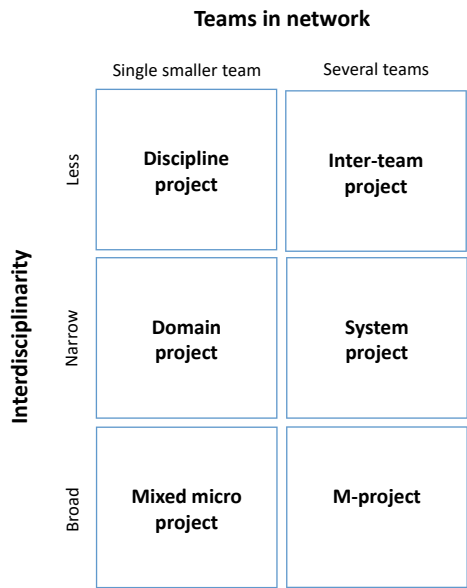 Teams in network
Single smaller team
Several teams
Interdisciplinarity
Less
Discipline
project
Inter-team
project
Narrow
Domain
project
System
project
Broad
Mixed micro
project
M-project